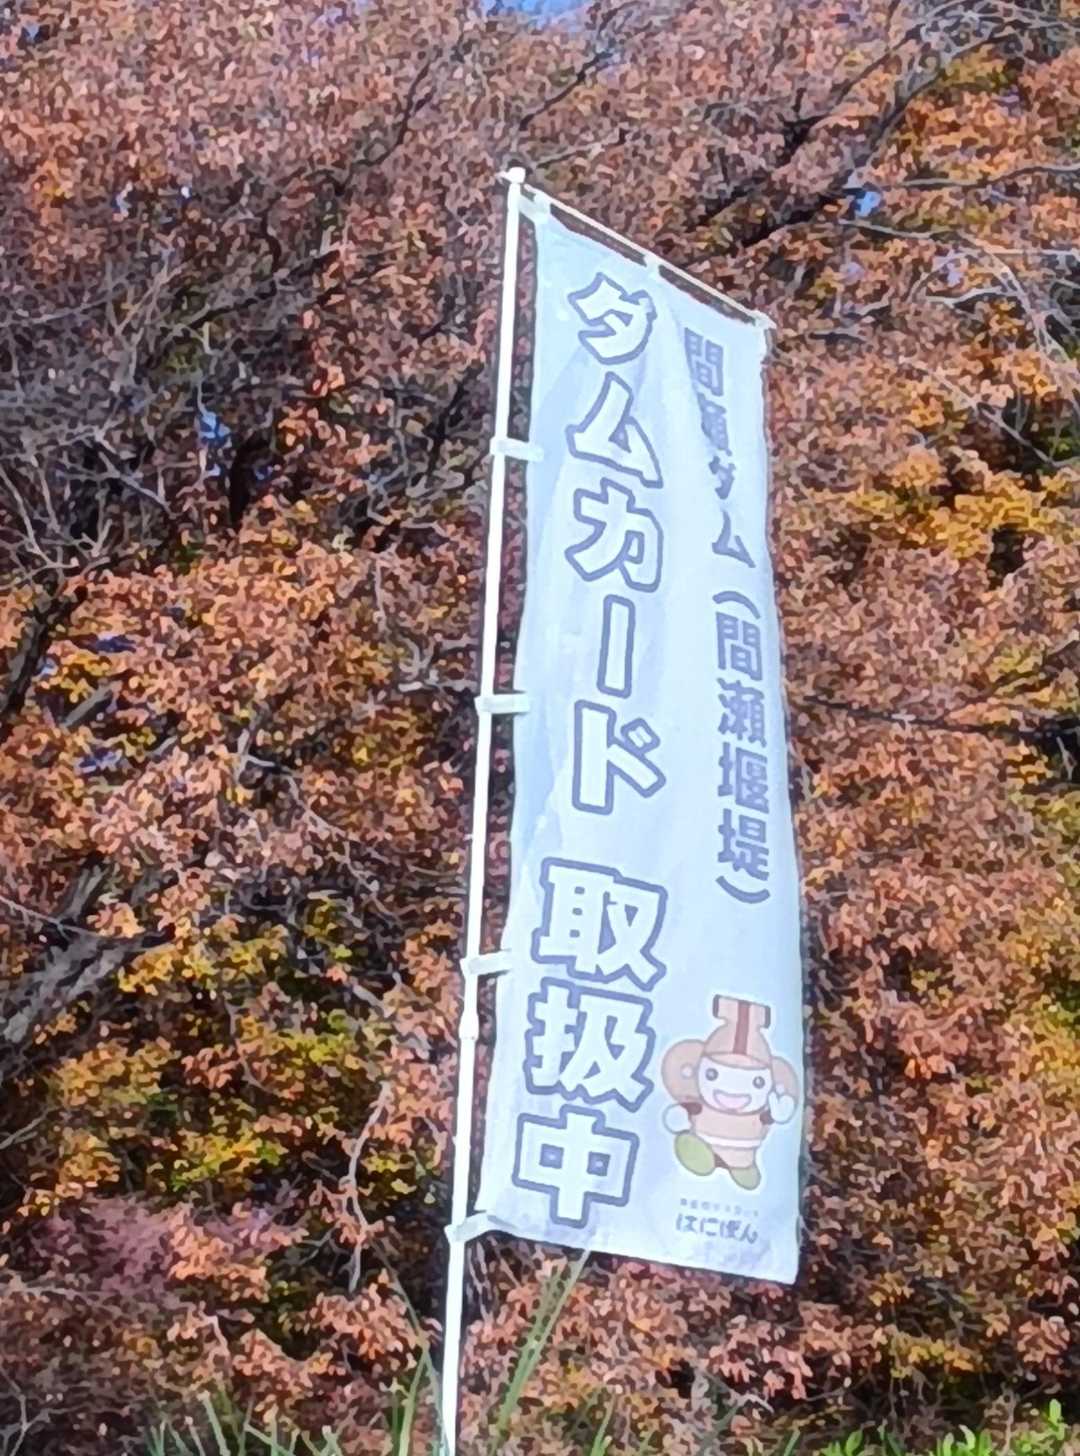 間瀬ダム（間瀬堰堤）
ダムカード 取扱中
はにぽん